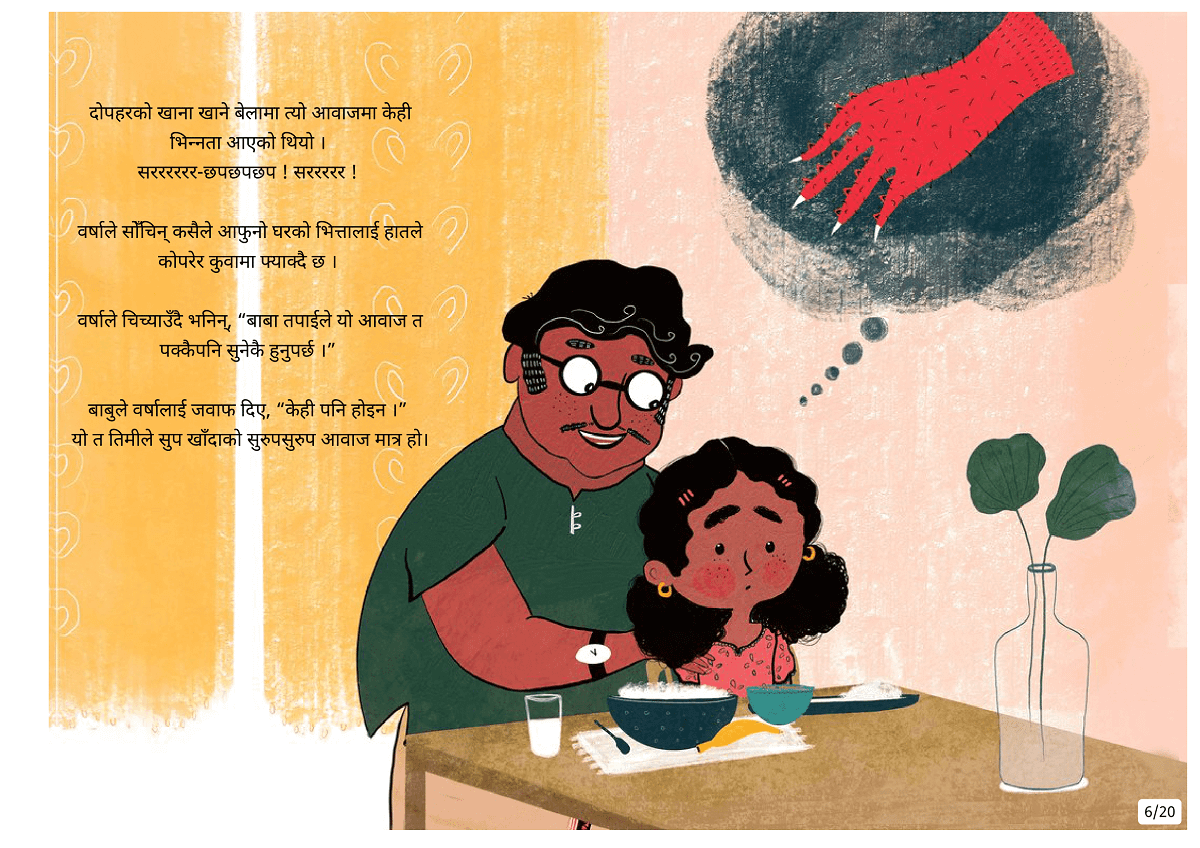 दोपहरको खाना खाने बेलामा त्यो आवाजमा केही
भिन्नता आएको थियो ।
सररररर-छपछपछप ! सररररर !
वर्षाले सोँचिन् कसैले आफुनो घरको भित्तालाई हातले
कोपरेर कुवामा फ्याक्दै छ ।
वर्षाले चिच्याउँदै भनिन्, “बाबा तपाईले यो आवाज त
पक्कैपनि सुनेकै हुनुपर्छ ।”
बाबुले वर्षालाई जवाफ दिए, “केही पनि होइन ।”
यो त तिमीले सुप खाँदाको सुरुपसुरुप आवाज मात्र हो।
6/20